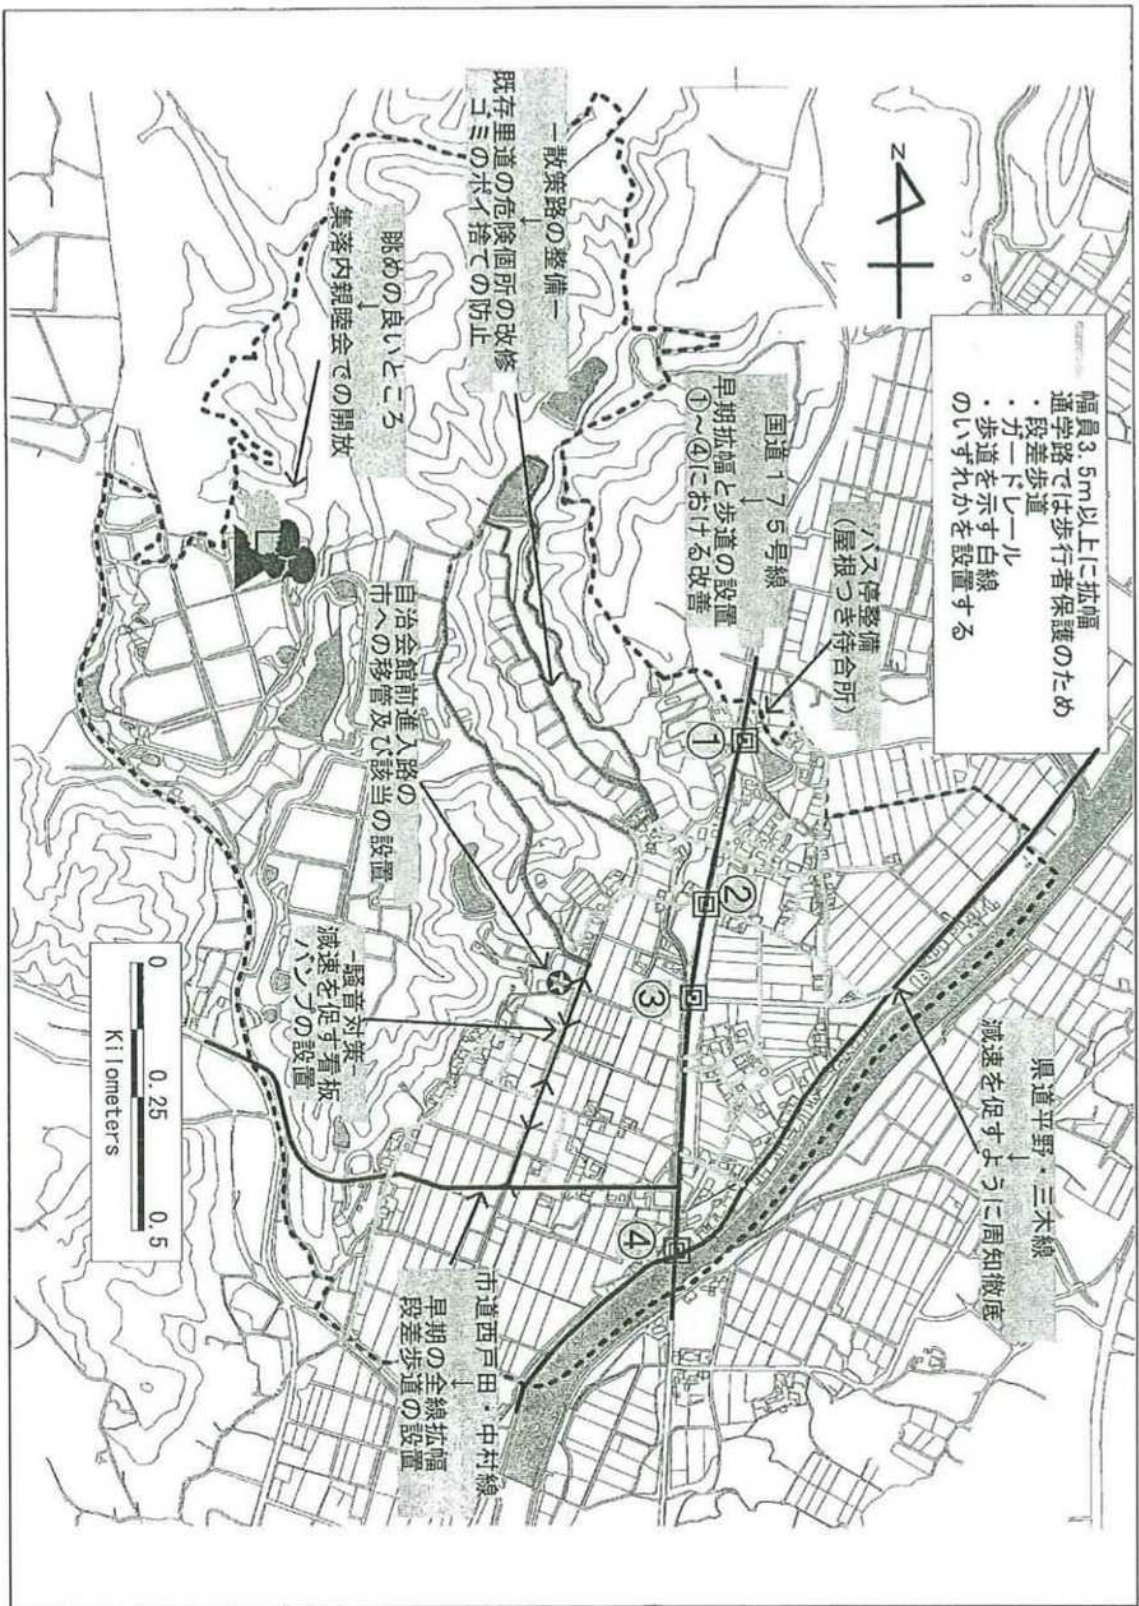 幅員3.5m以上に拡幅
通学路では歩行者保護のため
・段差歩道
・ガードレール
・歩道を示す白線
のいずれかを設置する
N
県道平野・三木線
↓
減速を促すように周知徹底
バス停整備
(屋根つき待合所)
国道175号線
↓
早期拡幅と歩道の設置
①~④における改善
①
②
③
④
-散策路の整備-
↓
既存里道の危険個所の改修
ゴミのポイ捨ての防止
眺めの良いところ
↓
集落内親睦会での開放
自治会館前進入路の
市への移管及び該当の設置
-騒音対策-
減速を促す看板
バンプの設置
市道西戸田・中村線
↓
早期の全線拡幅
段差歩道の設置
0 0.25 0.5
Kilometers